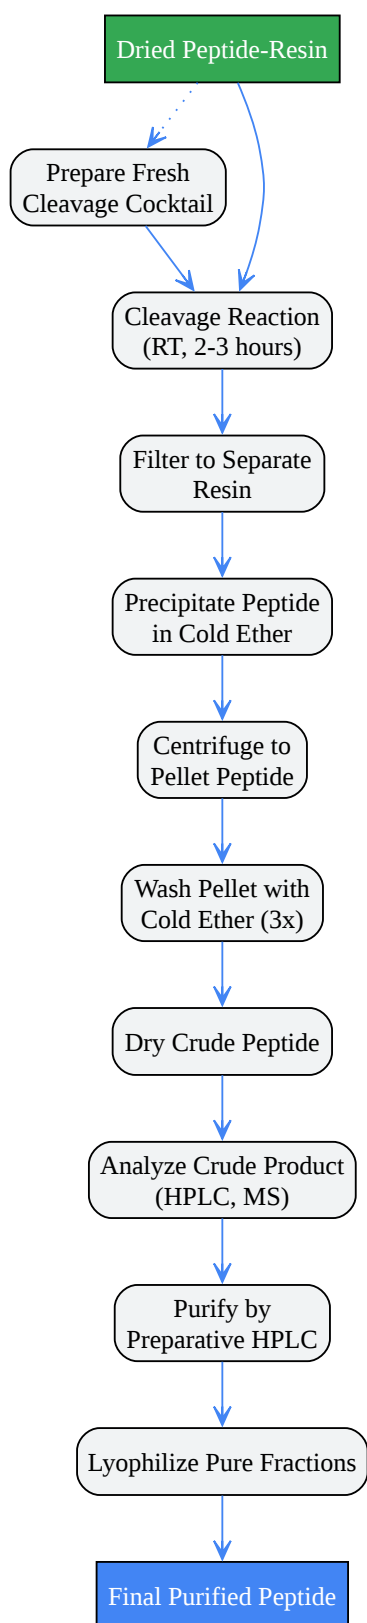 Dried Peptide-Resin
Prepare Fresh
Cleavage Cocktail
Cleavage Reaction
(RT, 2-3 hours)
Filter to Separate
Resin
Precipitate Peptide
in Cold Ether
Centrifuge to
Pellet Peptide
Wash Pellet with
Cold Ether (3x)
Dry Crude Peptide
Analyze Crude Product
(HPLC, MS)
Purify by
Preparative HPLC
Lyophilize Pure Fractions
Final Purified Peptide